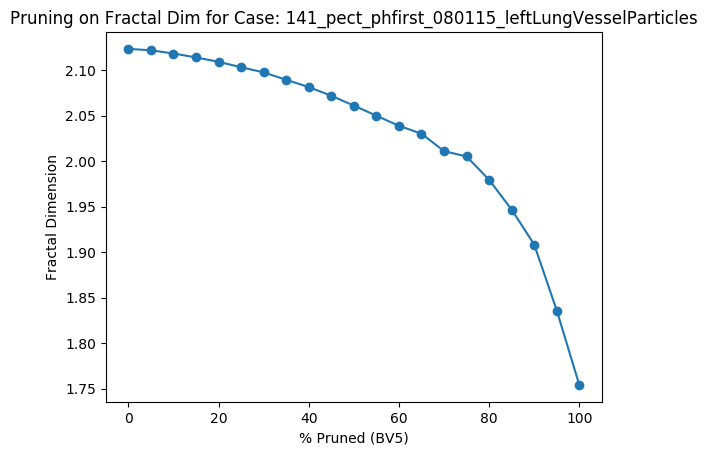 Pruning on Fractal Dim for Case: 141_pect_phfirst_080115_leftLungVesselParticles
Fractal Dimension
2.10
2.05
2.00
1.95
1.90
1.85
1.80
1.75
0 20 40 60 80 100
% Pruned (BV5)